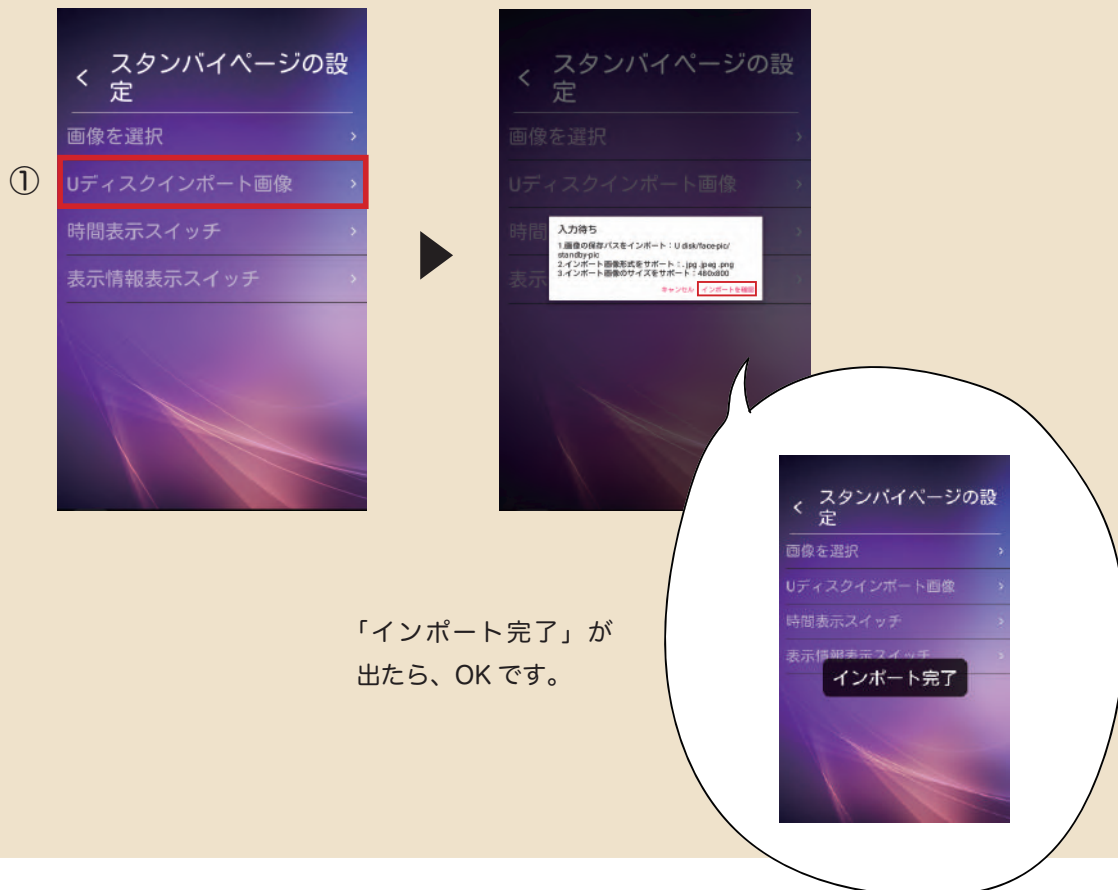 < スタンバイページの設
定
画像を選択 >
① Uディスクインポート画像 >
時間表示スイッチ >
表示情報表示スイッチ >
< スタンバイページの設
定
画像を選択 >
Uディスクインポート画像 >
時間
表示
入力待ち
1.画像の保存パスをインポート：U disk/face-pic/
standby-pic
2.インポート画像形式をサポート：. jpg .jpeg .png
3.インポート画像のサイズをサポート：480x800
キャンセル インポートを確認
< スタンバイページの設
定
画像を選択 >
Uディスクインポート画像 >
時間表示スイッチ >
表示情報表示スイッチ >
インポート完了
「インポート完了」が
出たら、OK です。